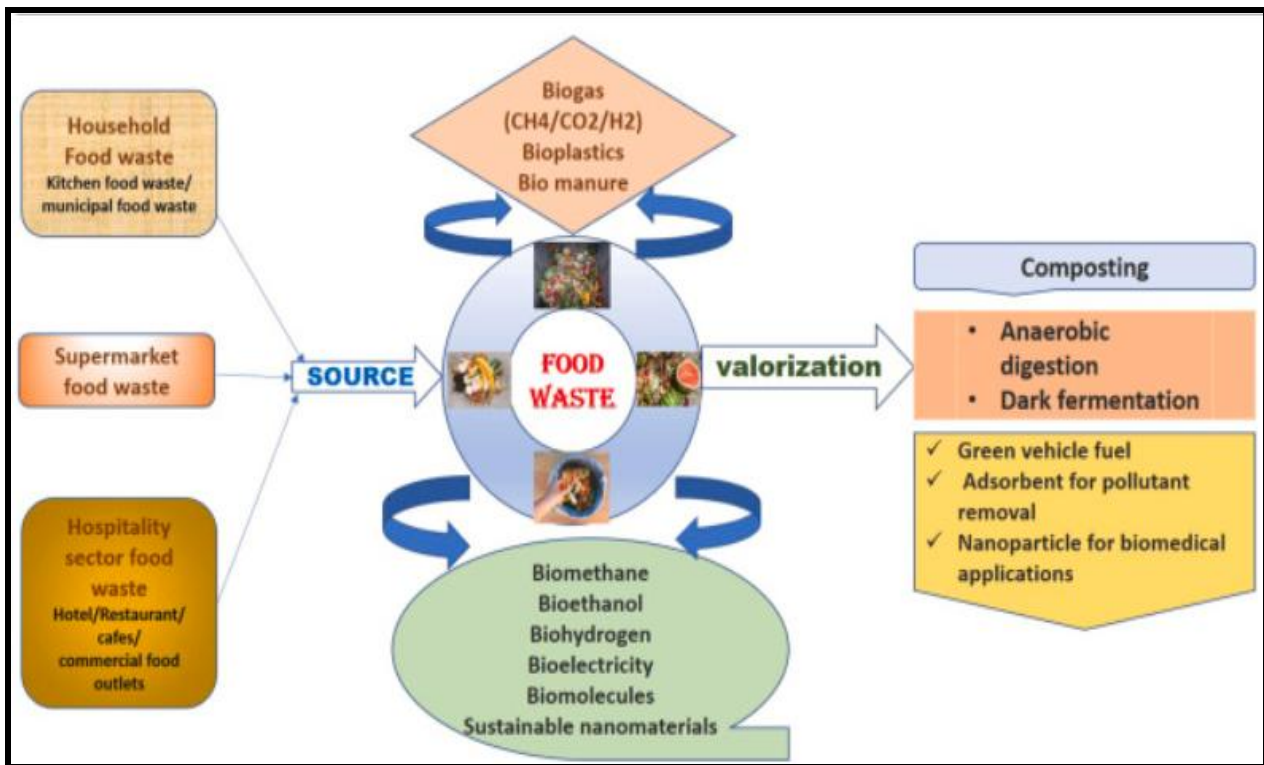 Household
Food waste
Kitchen food waste/
municipal food waste
Supermarket
food waste
Hospitality
sector food
waste
Hotel/Restaurant/
cafes/
commercial food
outlets
SOURCE
Biogas
(CH4/CO2/H2)
Bioplastics
Bio manure
FOOD
WASTE
Biomethane
Bioethanol
Biohydrogen
Bioelectricity
Biomolecules
Sustainable nanomaterials
valorization
Composting
• Anaerobic
digestion
• Dark fermentation
✓ Green vehicle fuel
✓ Adsorbent for pollutant
removal
✓ Nanoparticle for biomedical
applications